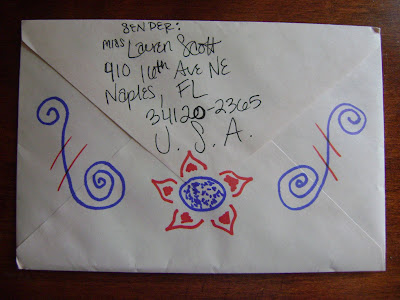 SENDER:
MISS Lauren Scott
910 16th Ave NE
Naples, FL
34120-2365
U.S.A.